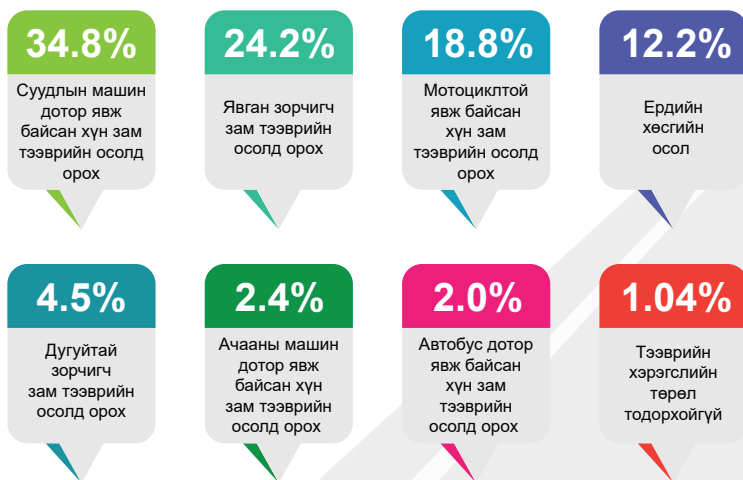 34.8%
Суудлын машин
дотор явж
байсан хүн зам
тээврийн осолд
орох
24.2%
Явган зорчигч
зам тээврийн
осолд орох
18.8%
Мотоциклтой
явж байсан
хүн зам
тээврийн осолд
орох
12.2%
Ердийн
хөсгийн
осол
4.5%
Дугуйтай
зорчигч
зам тээврийн
осолд орох
2.4%
Ачааны машин
дотор явж
байсан хүн
зам тээврийн
осолд орох
2.0%
Автобус дотор
явж байсан
хүн зам
тээврийн
осолд орох
1.04%
Тээврийн
хэрэгслийн
төрөл
тодорхойгүй